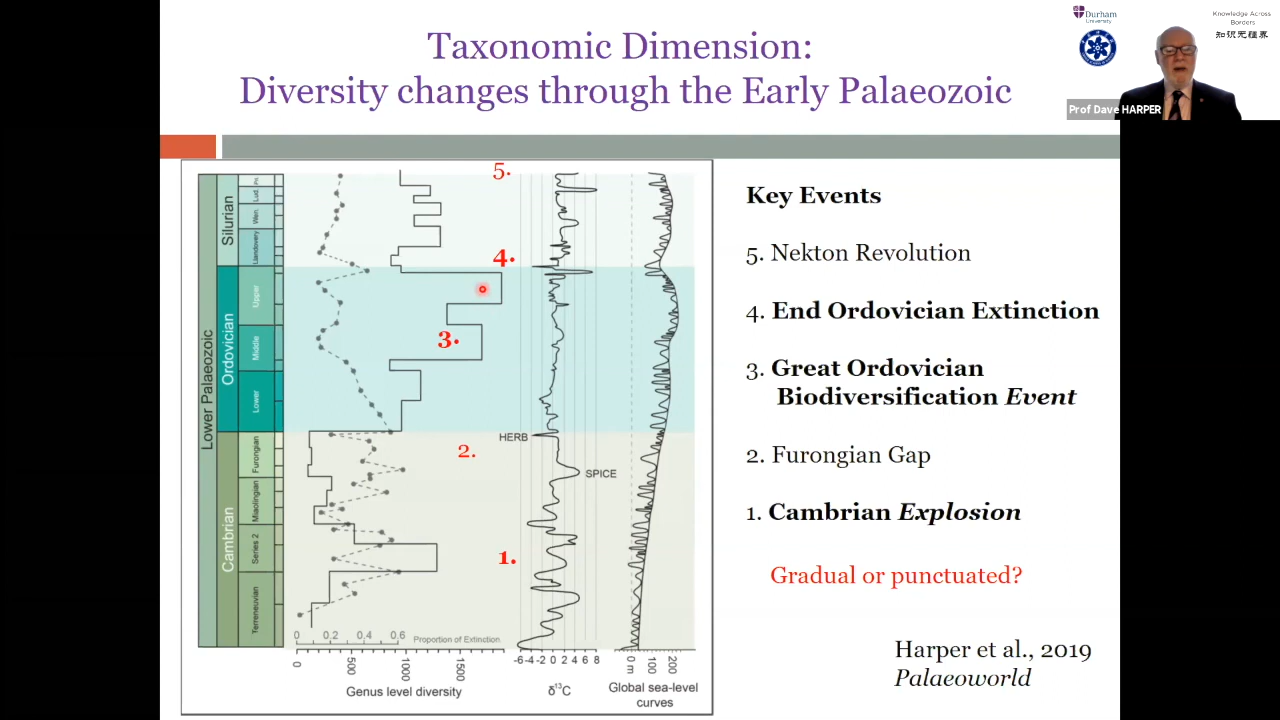 Taxonomic Dimension:
Diversity changes through the Early Palaeozoic
Durham
University
Knowledge Across
Borders
知识无疆界
Prof Dave HARPER
Lower Palaeozoic
Silurian
Ordovician
Cambrian
Pri.
Lud.
Wen.
Llandovery
Upper
Middle
Lower
Furongian
Miaolingian
Series 2
Terreneuvian
5.
4.
3.
2.
1.
HERB
SPICE
0 0.2 0.4 0.6 Proportion of Extinction.
0 500 1000 1500
Genus level diversity
-6 -4 -2 0 2 4 6 8
δ¹³C
0 m 100 200
Global sea-level
curves
Key Events
5. Nekton Revolution
4. End Ordovician Extinction
3. Great Ordovician
Biodiversification Event
2. Furongian Gap
1. Cambrian Explosion
Gradual or punctuated?
Harper et al., 2019
Palaeoworld